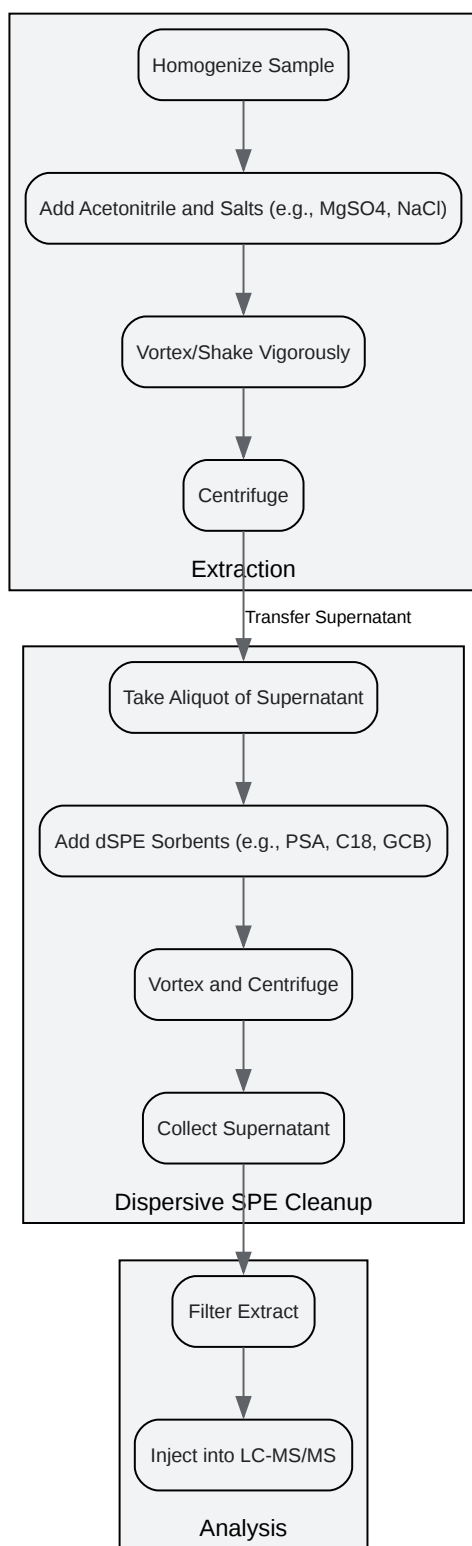 Homogenize Sample
Add Acetonitrile and Salts (e.g., MgSO4, NaCl)
Vortex/Shake Vigorously
Centrifuge
Extraction
Transfer Supernatant
Take Aliquot of Supernatant
Add dSPE Sorbents (e.g., PSA, C18, GCB)
Vortex and Centrifuge
Collect Supernatant
Dispersive SPE Cleanup
Filter Extract
Inject into LC-MS/MS
Analysis